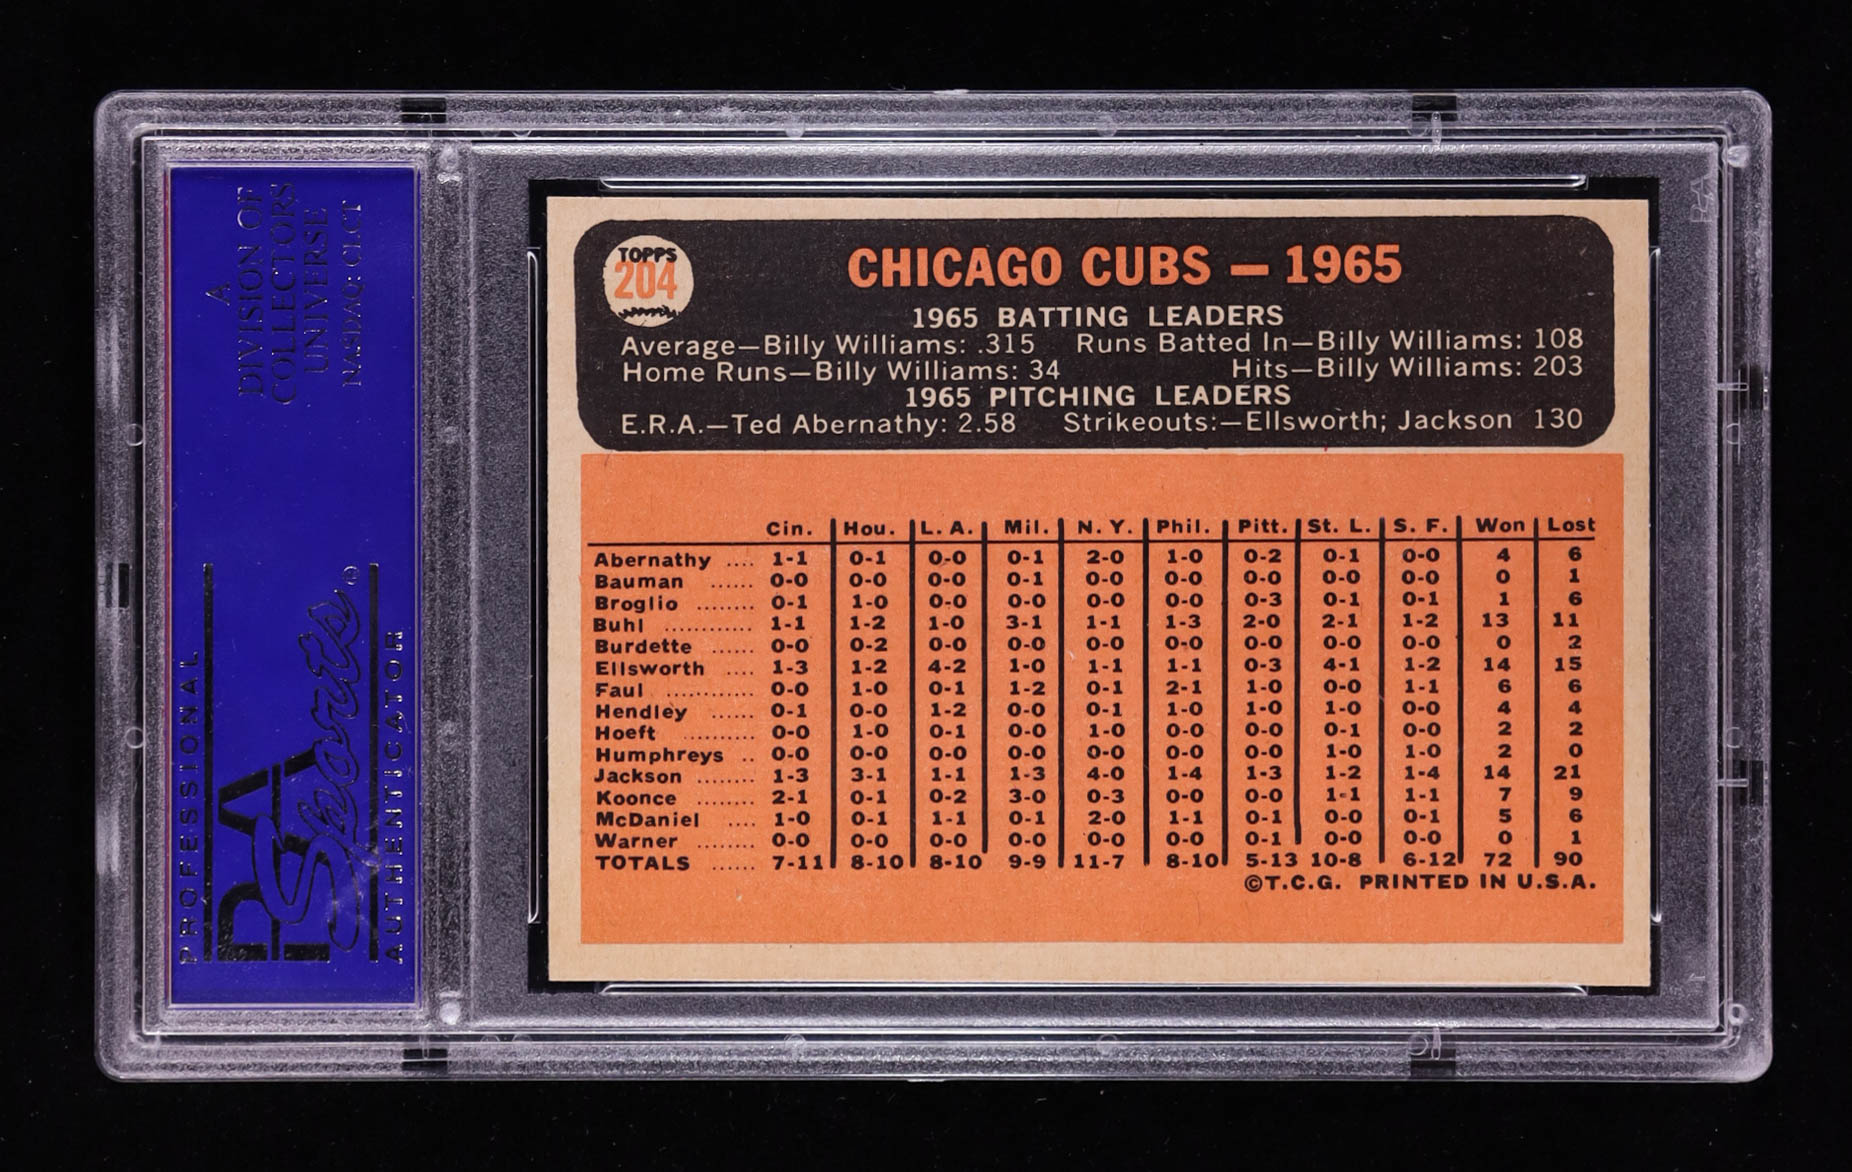 A
DIVISION OF
COLLECTORS
UNIVERSE
NASDAQ: CLCT
PROFESSIONAL
PSA
Sports®
AUTHENTICATOR
TOPPS
204
CHICAGO CUBS — 1965
1965 BATTING LEADERS
Average—Billy Williams: .315 Runs Batted In—Billy Williams: 108
Home Runs—Billy Williams: 34 Hits—Billy Williams: 203
1965 PITCHING LEADERS
E.R.A.—Ted Abernathy: 2.58 Strikeouts:—Ellsworth; Jackson 130
Cin. Hou. L. A. Mil. N. Y. Phil. Pitt. St. L. S. F. Won Lost
Abernathy .... 1-1 0-1 0-0 0-1 2-0 1-0 0-2 0-1 0-0 4 6
Bauman ...... 0-0 0-0 0-0 0-1 0-0 0-0 0-0 0-0 0-0 0 1
Broglio ........ 0-1 1-0 0-0 0-0 0-0 0-0 0-3 0-1 0-1 1 6
Buhl ............ 1-1 1-2 1-0 3-1 1-1 1-3 2-0 2-1 1-2 13 11
Burdette ...... 0-0 0-2 0-0 0-0 0-0 0-0 0-0 0-0 0-0 0 2
Ellsworth .... 1-3 1-2 4-2 1-0 1-1 1-1 0-3 4-1 1-2 14 15
Faul ............ 0-0 1-0 0-1 1-2 0-1 2-1 1-0 0-0 1-1 6 6
Hendley ...... 0-1 0-0 1-2 0-0 0-1 1-0 1-0 1-0 0-0 4 4
Hoeft .......... 0-0 1-0 0-1 0-0 1-0 0-0 0-0 0-1 0-0 2 2
Humphreys .. 0-0 0-0 0-0 0-0 0-0 0-0 0-0 1-0 1-0 2 0
Jackson ........ 1-3 3-1 1-1 1-3 4-0 1-4 1-3 1-2 1-4 14 21
Koonce ........ 2-1 0-1 0-2 3-0 0-3 0-0 0-0 1-1 1-1 7 9
McDaniel .... 1-0 0-1 1-1 0-1 2-0 1-1 0-1 0-0 0-1 5 6
Warner ........ 0-0 0-0 0-0 0-0 0-0 0-0 0-1 0-0 0-0 0 1
TOTALS ...... 7-11 8-10 8-10 9-9 11-7 8-10 5-13 10-8 6-12 72 90
©T.C.G. PRINTED IN U.S.A.